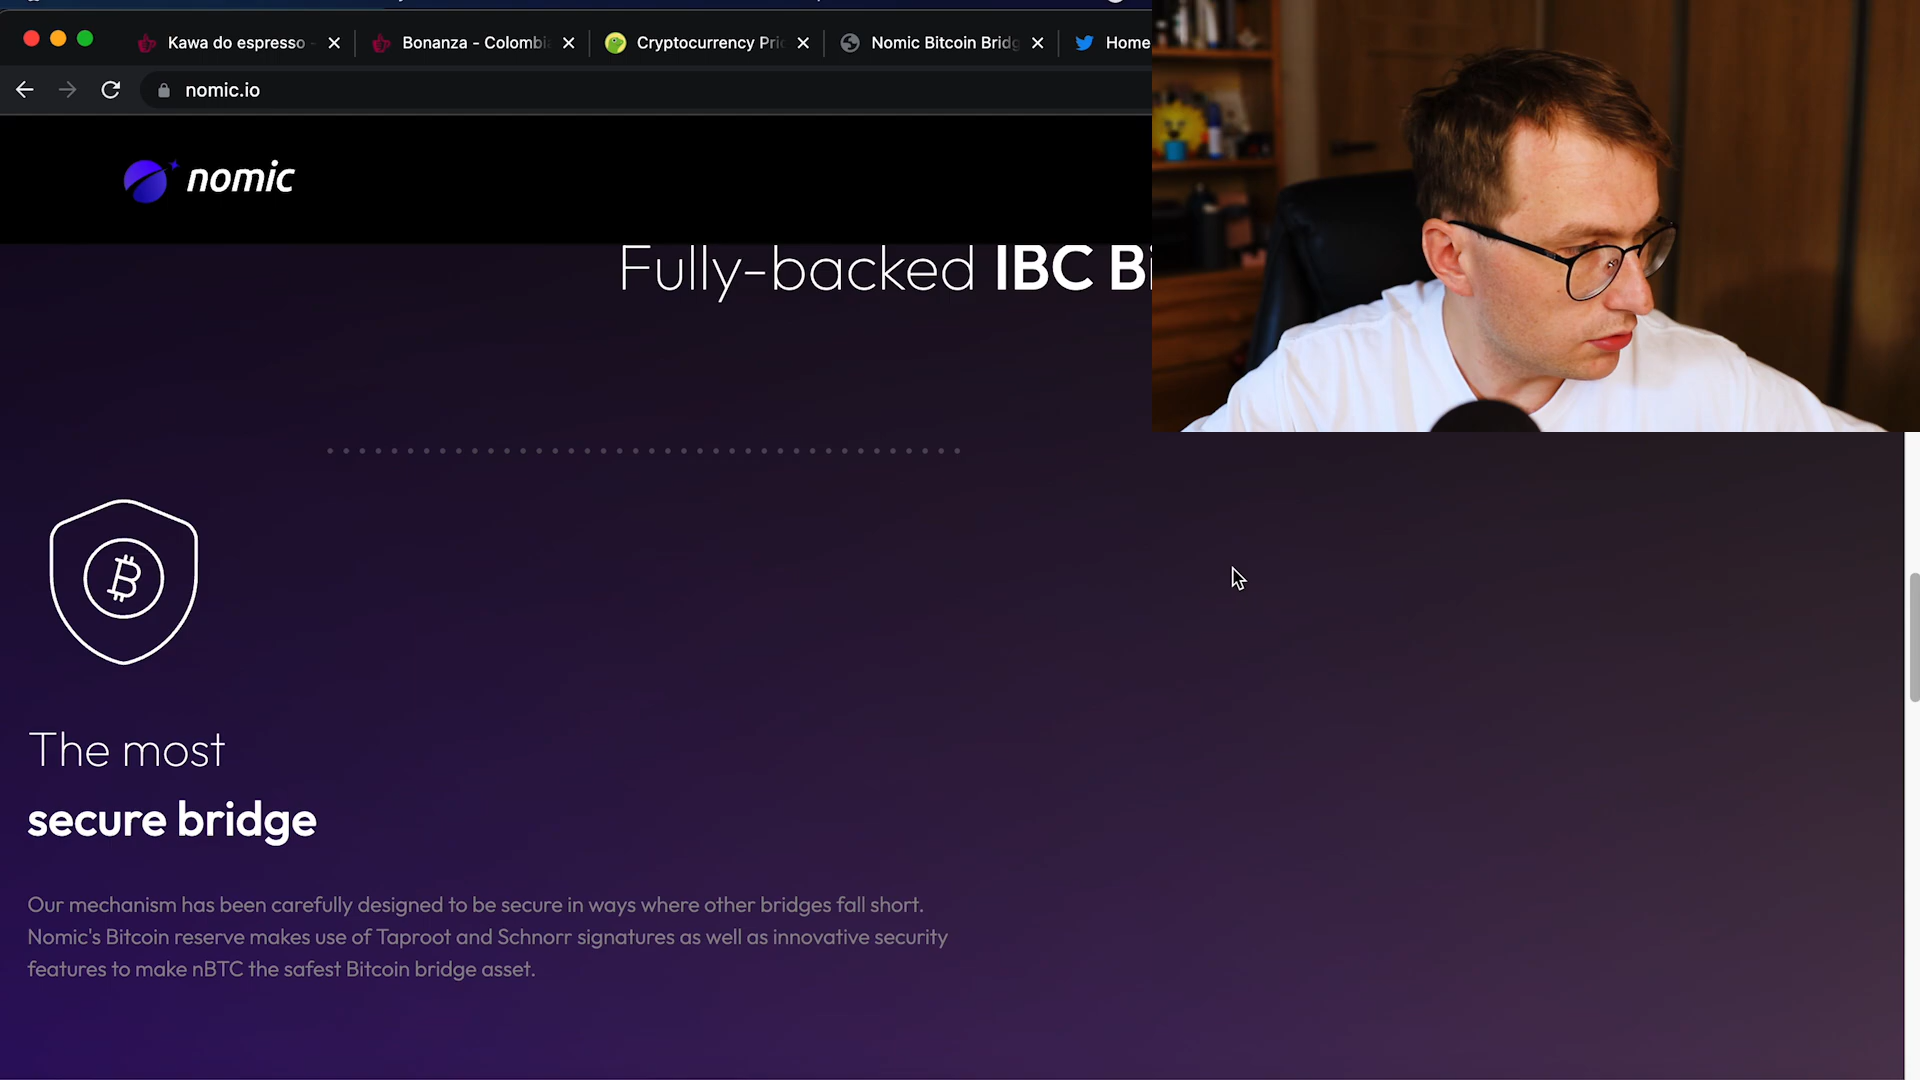 Kawa do espresso
Bonanza - Colombi
Cryptocurrency Pri
Nomic Bitcoin Bridg
Home
nomic.io
nomic
Fully-backed IBC Bi
The most
secure bridge
Our mechanism has been carefully designed to be secure in ways where other bridges fall short.
Nomic's Bitcoin reserve makes use of Taproot and Schnorr signatures as well as innovative security
features to make nBTC the safest Bitcoin bridge asset.